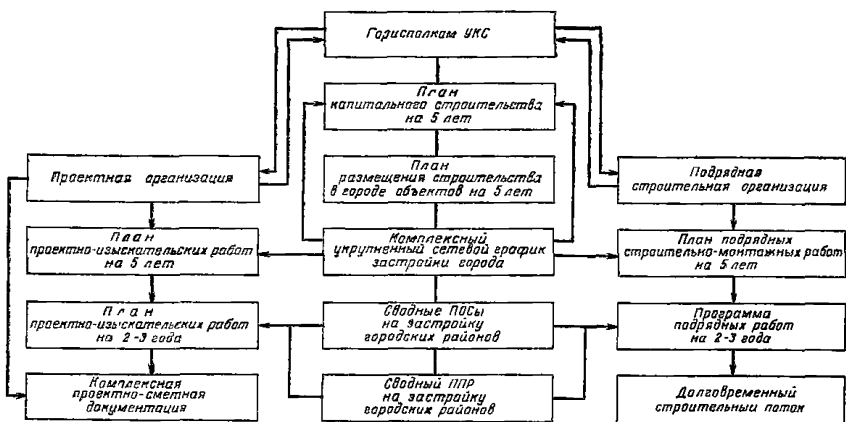 Горисполком УКС
План
капитального строительства
на 5 лет
Проектная организация
План
размещения строительства
в городе объектов на 5 лет
Подрядная
строительная организация
План
проектно-изыскательских работ
на 5 лет
Комплексный
укрупненный сетевой график
застройки города
План подрядных
строительно-монтажных работ
на 5 лет
План
проектно-изыскательских работ
на 2-3 года
Сводные ПОСы
на застройку
городских районов
Программа
подрядных работ
на 2-3 года
Комплексная
проектно-сметная
документация
Сводный ППР
на застройку
городских районов
Долговременный
строительный поток